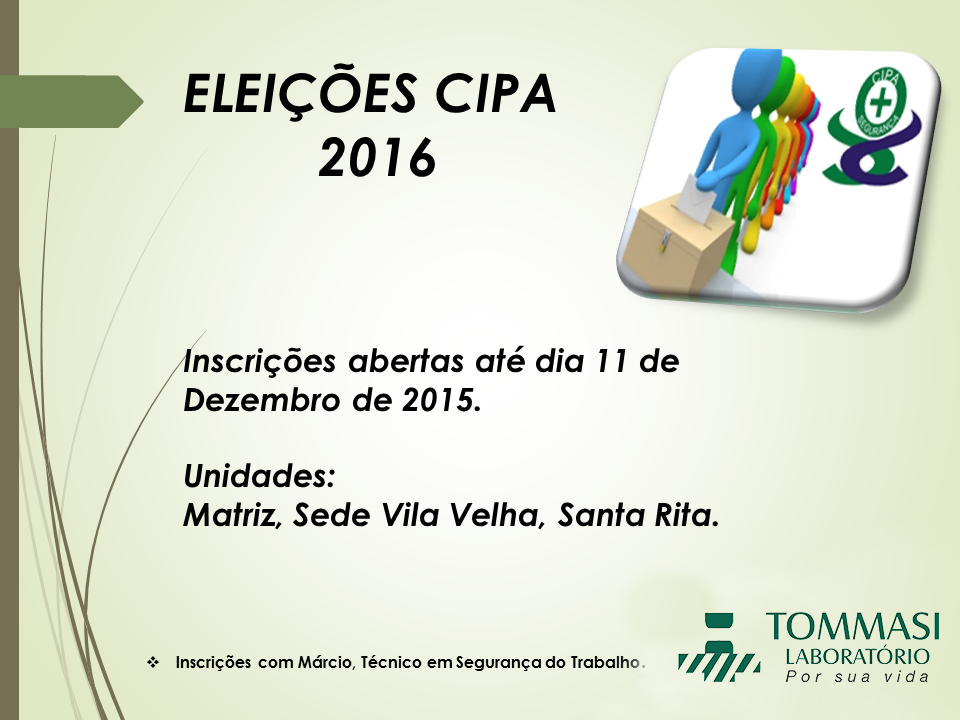 ELEIÇÕES CIPA
2016
CIPA
SEGURANÇA
Inscrições abertas até dia 11 de
Dezembro de 2015.
Unidades:
Matriz, Sede Vila Velha, Santa Rita.
❖ Inscrições com Márcio, Técnico em Segurança do Trabalho.
TOMMASI
LABORATÓRIO
Por sua vida